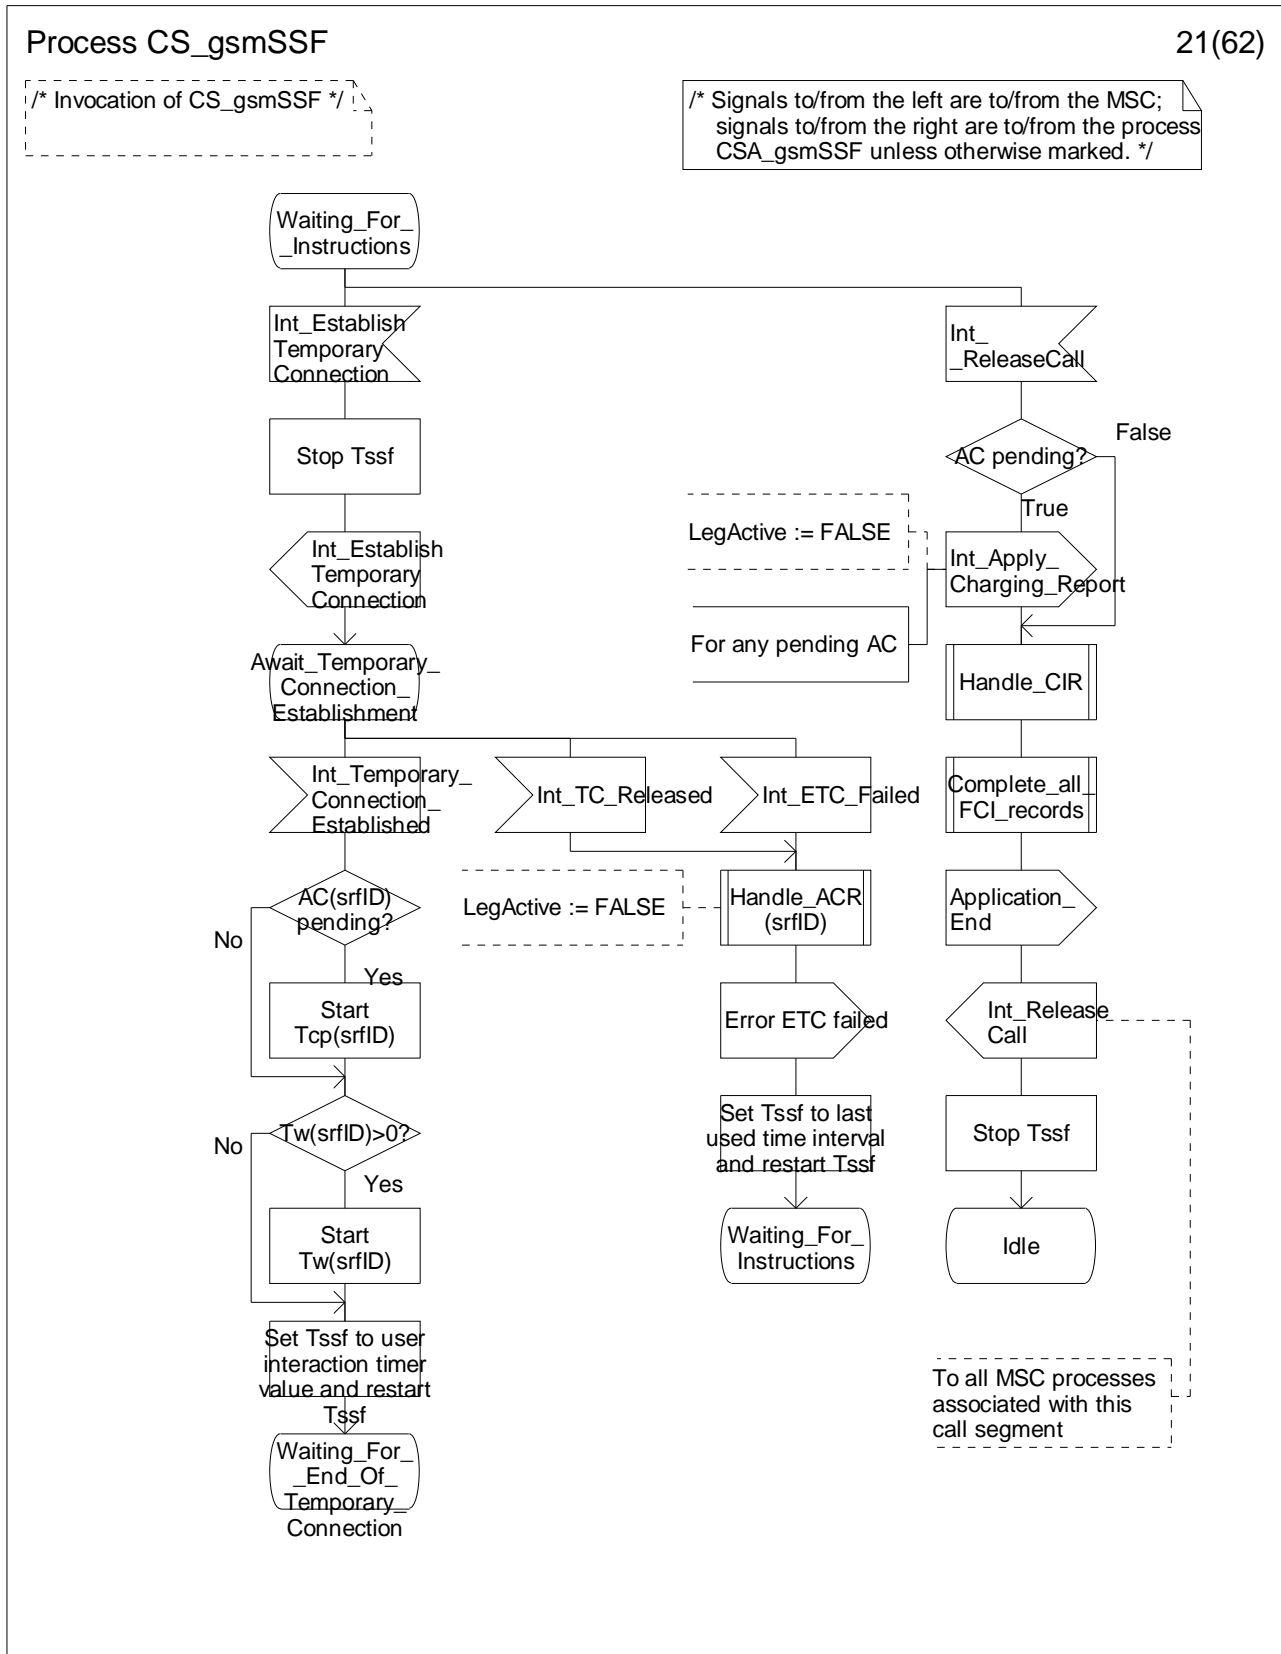 Process CS_gsmSSF
21(62)
/* Invocation of CS_gsmSSF */
/* Signals to/from the left are to/from the MSC;
signals to/from the right are to/from the process
CSA_gsmSSF unless otherwise marked. */
Waiting_For_
_Instructions
Int_Establish
Temporary
Connection
Int_
_ReleaseCall
Stop Tssf
AC pending?
False
True
LegActive := FALSE
Int_Establish
Temporary
Connection
Int_Apply_
Charging_Report
For any pending AC
Await_Temporary_
Connection_
Establishment
Handle_CIR
Int_Temporary_
Connection_
Established
Int_TC_Released
Int_ETC_Failed
Complete_all_
FCI_records
AC(srfID)
pending?
No
Yes
LegActive := FALSE
Handle_ACR
(srfID)
Application_
End
Start
Tcp(srfID)
Error ETC failed
Int_Release
Call
Tw(srfID)>0?
No
Yes
Set Tssf to last
used time interval
and restart Tssf
Stop Tssf
Start
Tw(srfID)
Waiting_For_
Instructions
Idle
Set Tssf to user
interaction timer
value and restart
Tssf
To all MSC processes
associated with this
call segment
Waiting_For_
_End_Of_
Temporary_
Connection